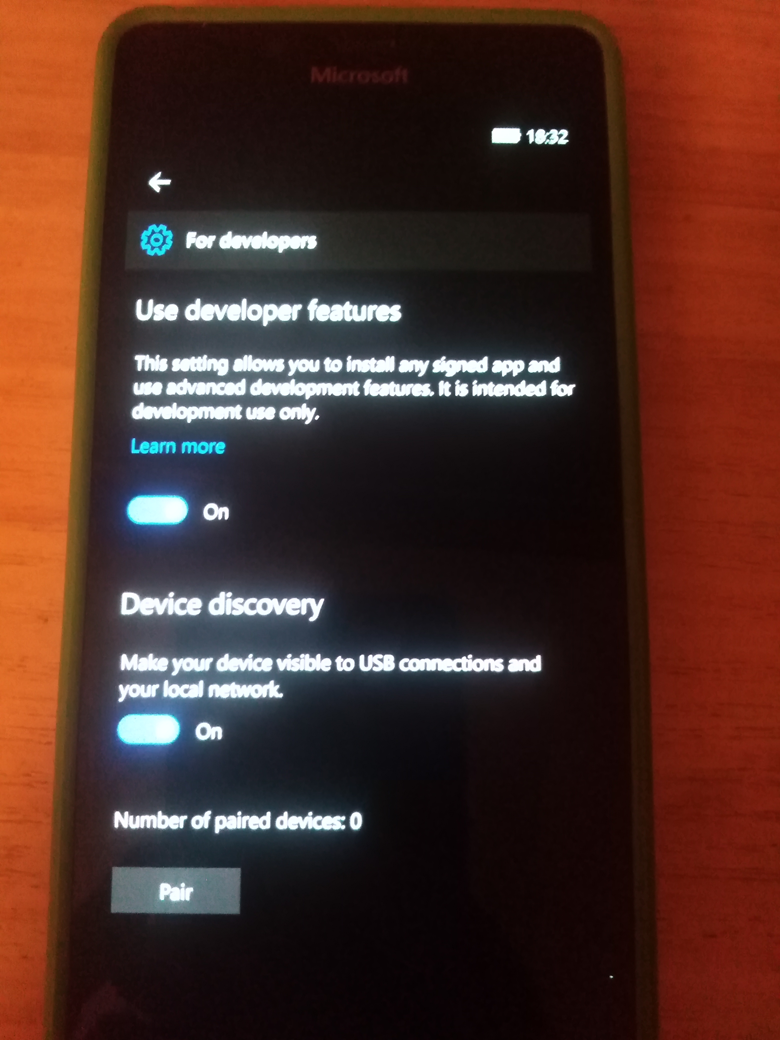 Microsoft
18:32
For developers
Use developer features
This setting allows you to install any signed app and
use advanced development features. It is intended for
development use only.
Learn more
On
Device discovery
Make your device visible to USB connections and
your local network.
On
Number of paired devices: 0
Pair